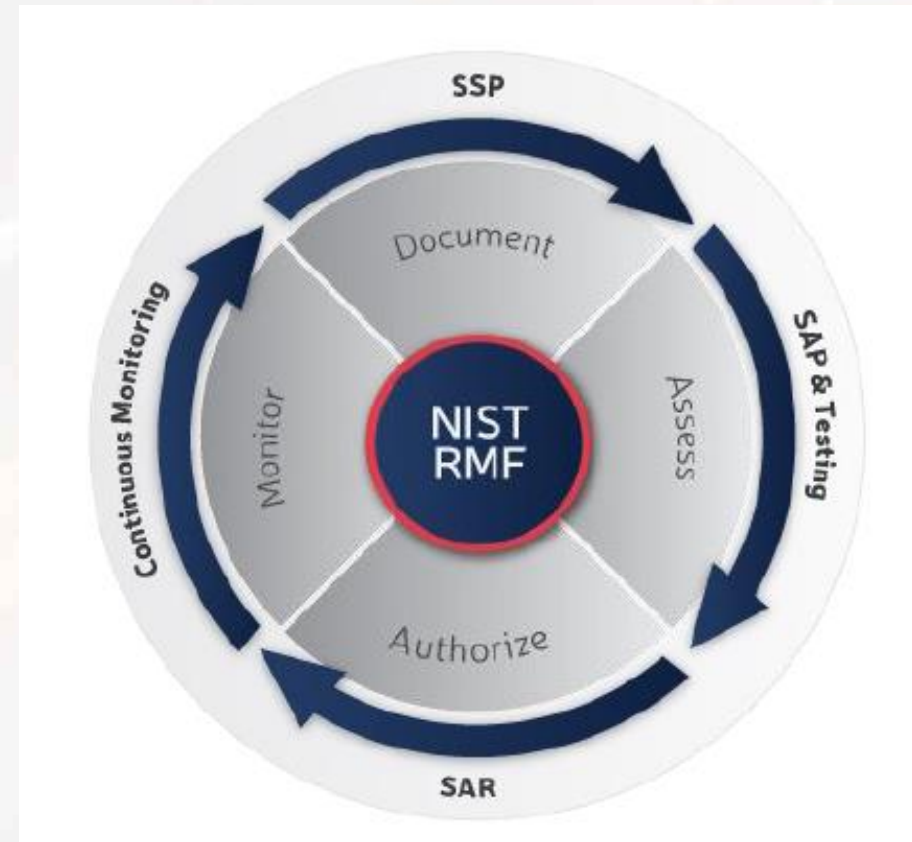 SSP
Document
SAP & Testing
Assess
NIST
RMF
Monitor
Continuous Monitoring
Authorize
SAR